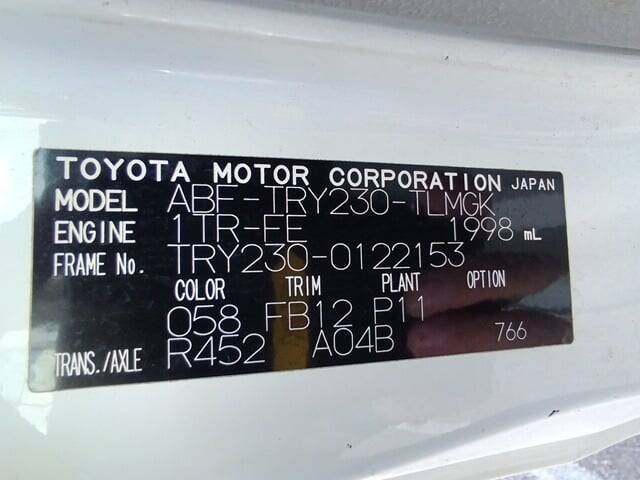 TOYOTA MOTOR CORPORATION JAPAN
MODEL ABF-TRY230-TLMGK
ENGINE 1TR-FE 1998 mL
FRAME No. TRY230-0122153
COLOR TRIM PLANT OPTION
058 FB12 P11
TRANS./AXLE R452 A04B 766